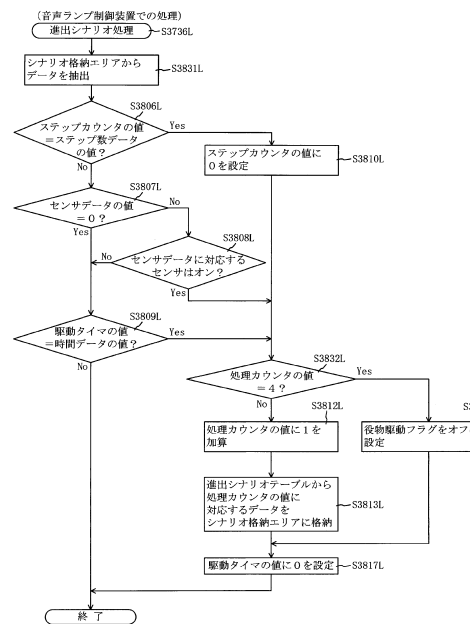 (音声ランプ制御装置での処理)
進出シナリオ処理
S3736L
シナリオ格納エリアから
データを抽出
S3831L
S3806L
ステップカウンタの値
=ステップ数データ
の値?
Yes
No
ステップカウンタの値に
0を設定
S3810L
S3807L
センサデータの値
=0?
No
Yes
S3808L
センサデータに対応する
センサはオン?
No
Yes
S3809L
駆動タイマの値
=時間データの値?
Yes
No
S3832L
処理カウンタの値
=4?
Yes
No
S3812L
処理カウンタの値に1を
加算
役物駆動フラグをオフ
設定
進出シナリオテーブルから
処理カウンタの値に
対応するデータを
シナリオ格納エリアに格納
S3813L
駆動タイマの値に0を設定
S3817L
終了